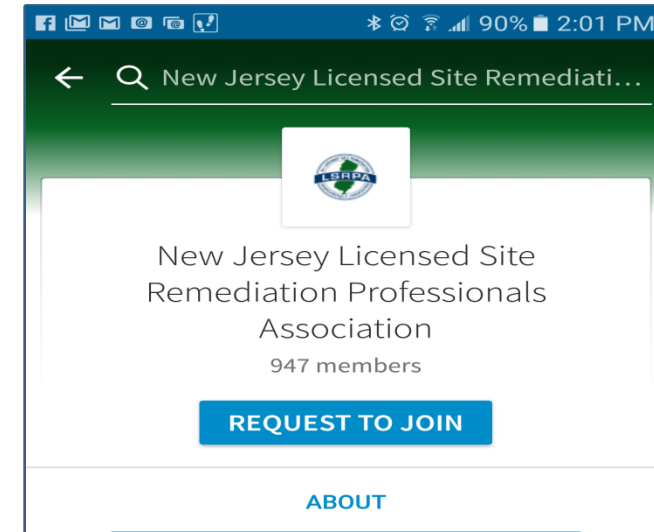 90% 2:01 PM
New Jersey Licensed Site Remediati...
LSRPA
New Jersey Licensed Site
Remediation Professionals
Association
947 members
REQUEST TO JOIN
ABOUT